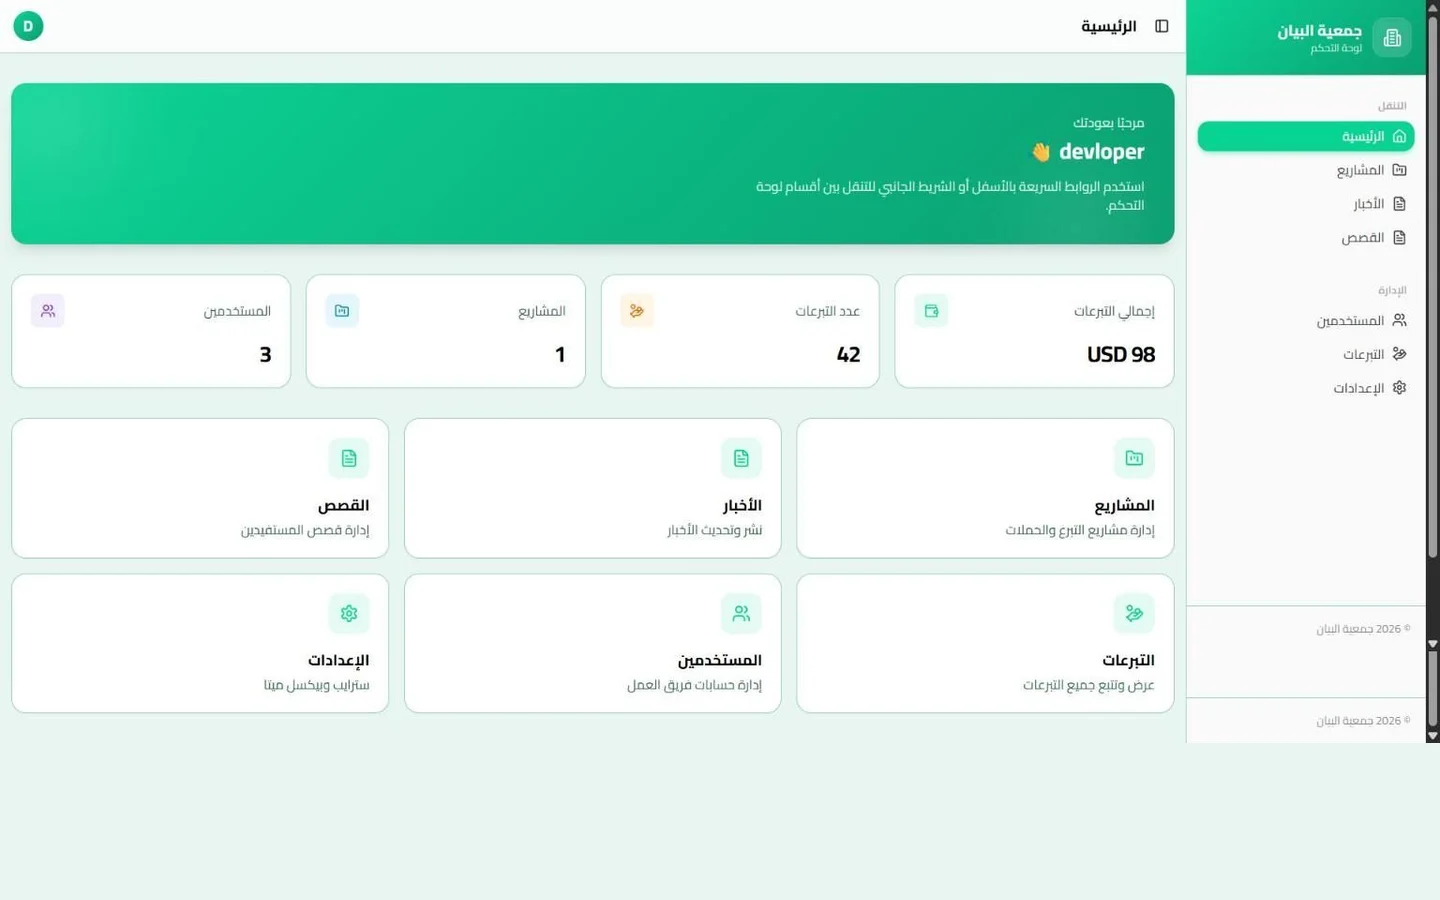 جمعية البيان
لوحة التحكم
التنقل
الرئيسية
المشاريع
الأخبار
القصص
الإدارة
المستخدمين
التبرعات
الإعدادات
© 2026 جمعية البيان
© 2026 جمعية البيان
الرئيسية
D
مرحبًا بعودتك
devloper 👋
استخدم الروابط السريعة بالأسفل أو الشريط الجانبي للتنقل بين أقسام لوحة
التحكم.
إجمالي التبرعات
USD 98
عدد التبرعات
42
المشاريع
1
المستخدمين
3
المشاريع
إدارة مشاريع التبرع والحملات
الأخبار
نشر وتحديث الأخبار
القصص
إدارة قصص المستفيدين
التبرعات
عرض وتتبع جميع التبرعات
المستخدمين
إدارة حسابات فريق العمل
الإعدادات
سترايب وبيكسل ميتا